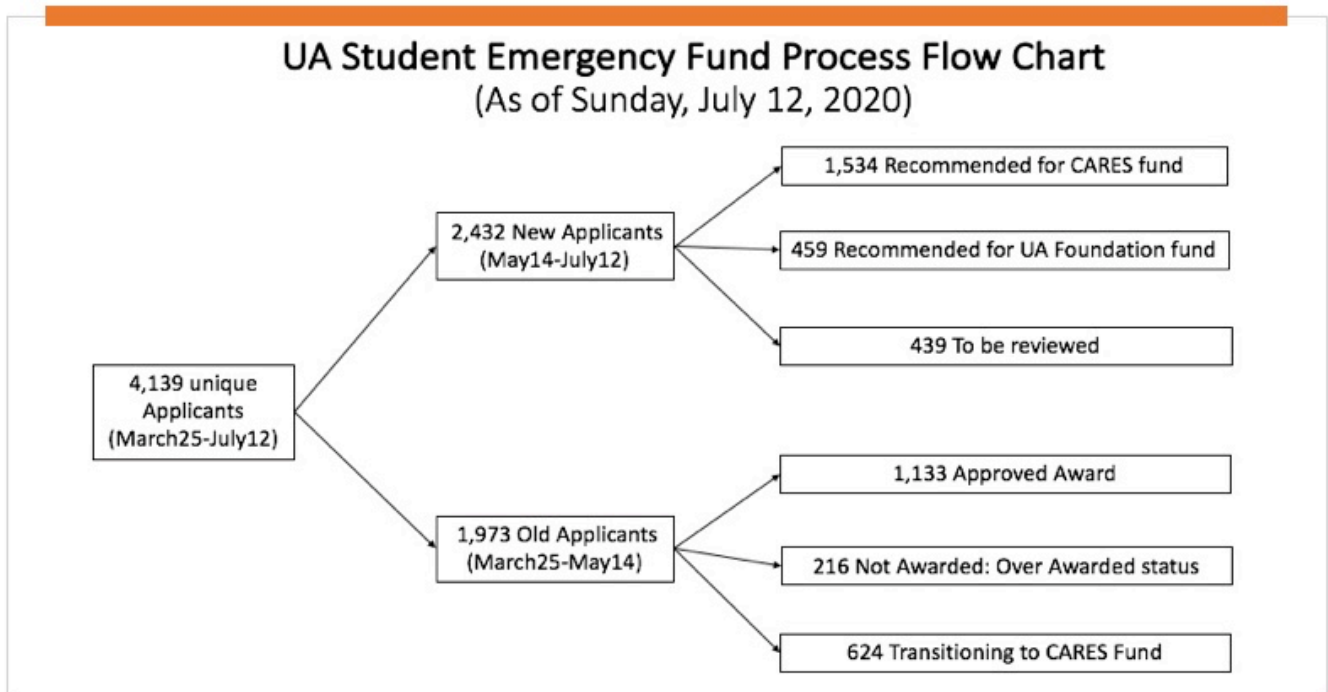 UA Student Emergency Fund Process Flow Chart
(As of Sunday, July 12, 2020)
1,534 Recommended for CARES fund
2,432 New Applicants
(May14-July12)
459 Recommended for UA Foundation fund
439 To be reviewed
4,139 unique
Applicants
(March25-July12)
1,133 Approved Award
1,973 Old Applicants
(March25-May14)
216 Not Awarded: Over Awarded status
624 Transitioning to CARES Fund